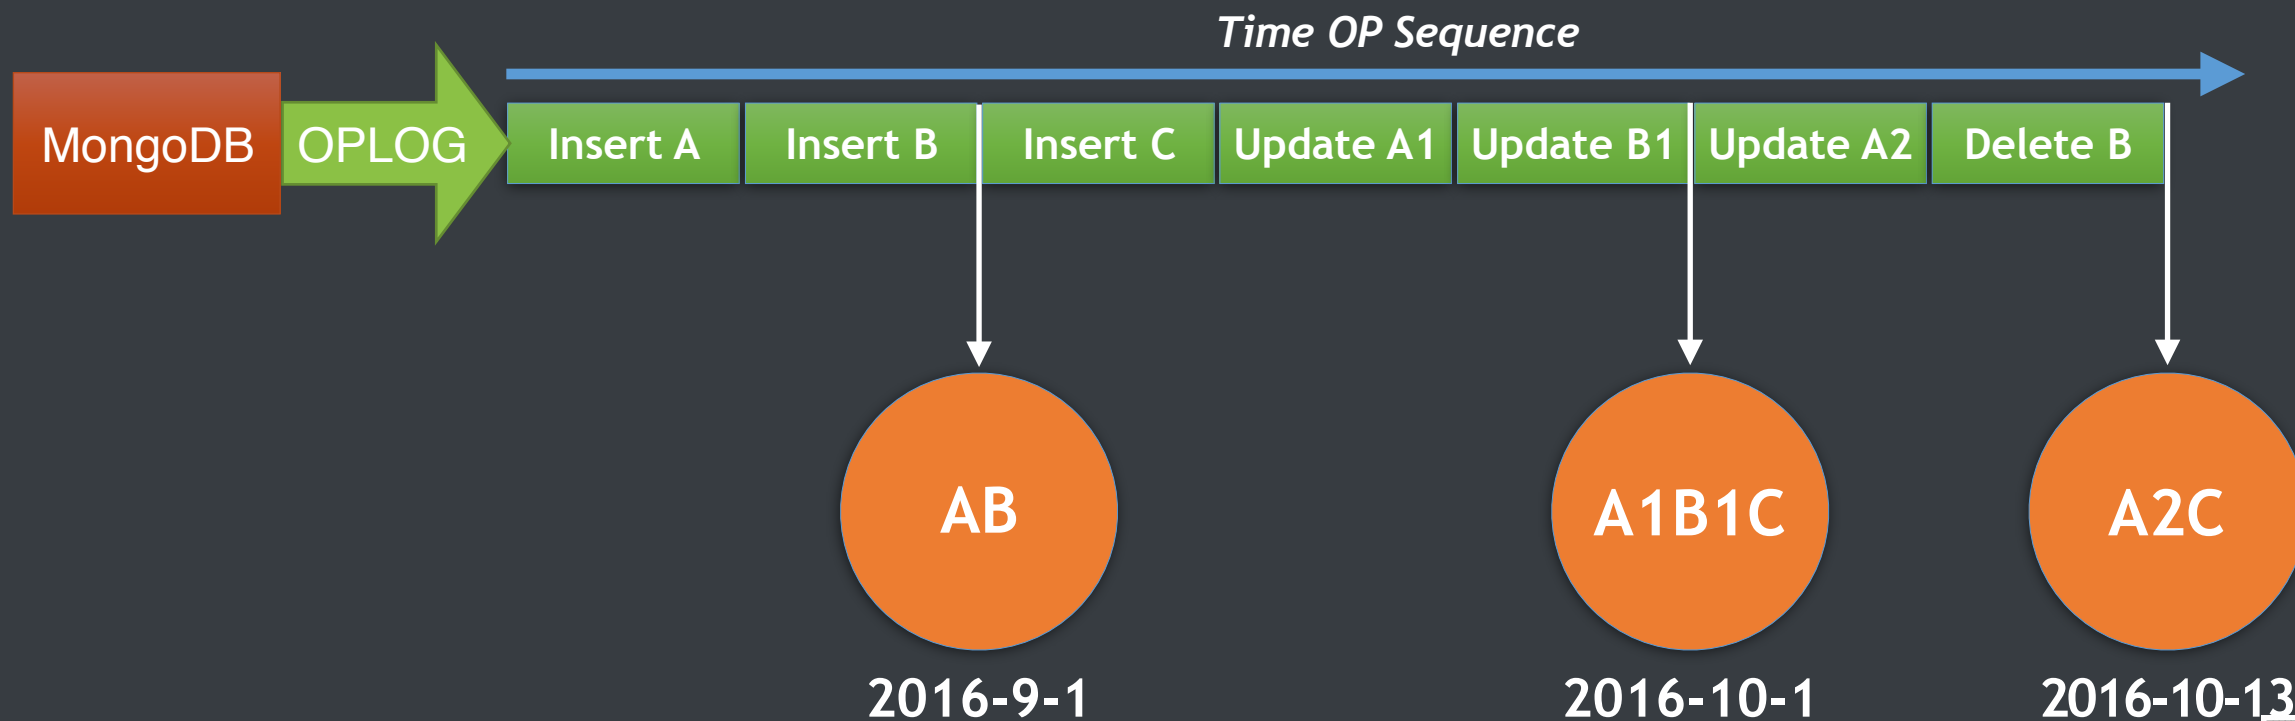 Time OP Sequence
MongoDB
OPLOG
Insert A
Insert B
Insert C
Update A1
Update B1
Update A2
Delete B
AB
A1B1C
A2C
2016-9-1
2016-10-1
2016-10-13